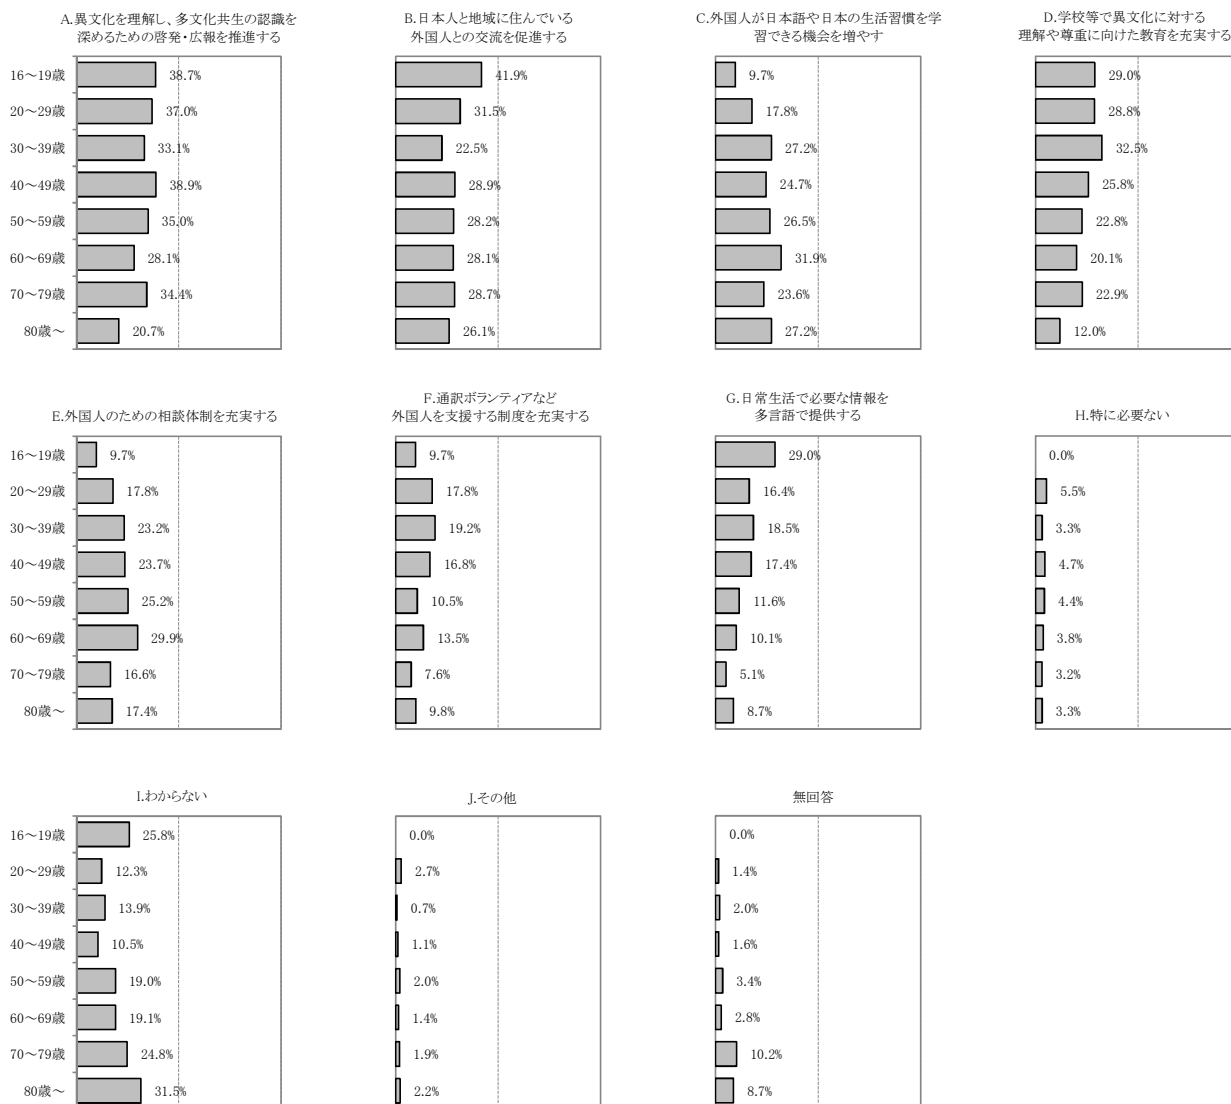 A.異文化を理解し、多文化共生の認識を
深めるための啓発・広報を推進する
16～19歳 38.7%
20～29歳 37.0%
30～39歳 33.1%
40～49歳 38.9%
50～59歳 35.0%
60～69歳 28.1%
70～79歳 34.4%
80歳～ 20.7%
B.日本人と地域に住んでいる
外国人との交流を促進する
41.9%
31.5%
22.5%
28.9%
28.2%
28.1%
28.7%
26.1%
C.外国人が日本語や日本の生活習慣を学
習できる機会を増やす
9.7%
17.8%
27.2%
24.7%
26.5%
31.9%
23.6%
27.2%
D.学校等で異文化に対する
理解や尊重に向けた教育を充実する
29.0%
28.8%
32.5%
25.8%
22.8%
20.1%
22.9%
12.0%
E.外国人のための相談体制を充実する
16～19歳 9.7%
20～29歳 17.8%
30～39歳 23.2%
40～49歳 23.7%
50～59歳 25.2%
60～69歳 29.9%
70～79歳 16.6%
80歳～ 17.4%
F.通訳ボランティアなど
外国人を支援する制度を充実する
9.7%
17.8%
19.2%
16.8%
10.5%
13.5%
7.6%
9.8%
G.日常生活で必要な情報を
多言語で提供する
29.0%
16.4%
18.5%
17.4%
11.6%
10.1%
5.1%
8.7%
H.特に必要ない
0.0%
5.5%
3.3%
4.7%
4.4%
3.8%
3.2%
3.3%
I.わからない
16～19歳 25.8%
20～29歳 12.3%
30～39歳 13.9%
40～49歳 10.5%
50～59歳 19.0%
60～69歳 19.1%
70～79歳 24.8%
80歳～ 31.5%
J.その他
0.0%
2.7%
0.7%
1.1%
2.0%
1.4%
1.9%
2.2%
無回答
0.0%
1.4%
2.0%
1.6%
3.4%
2.8%
10.2%
8.7%